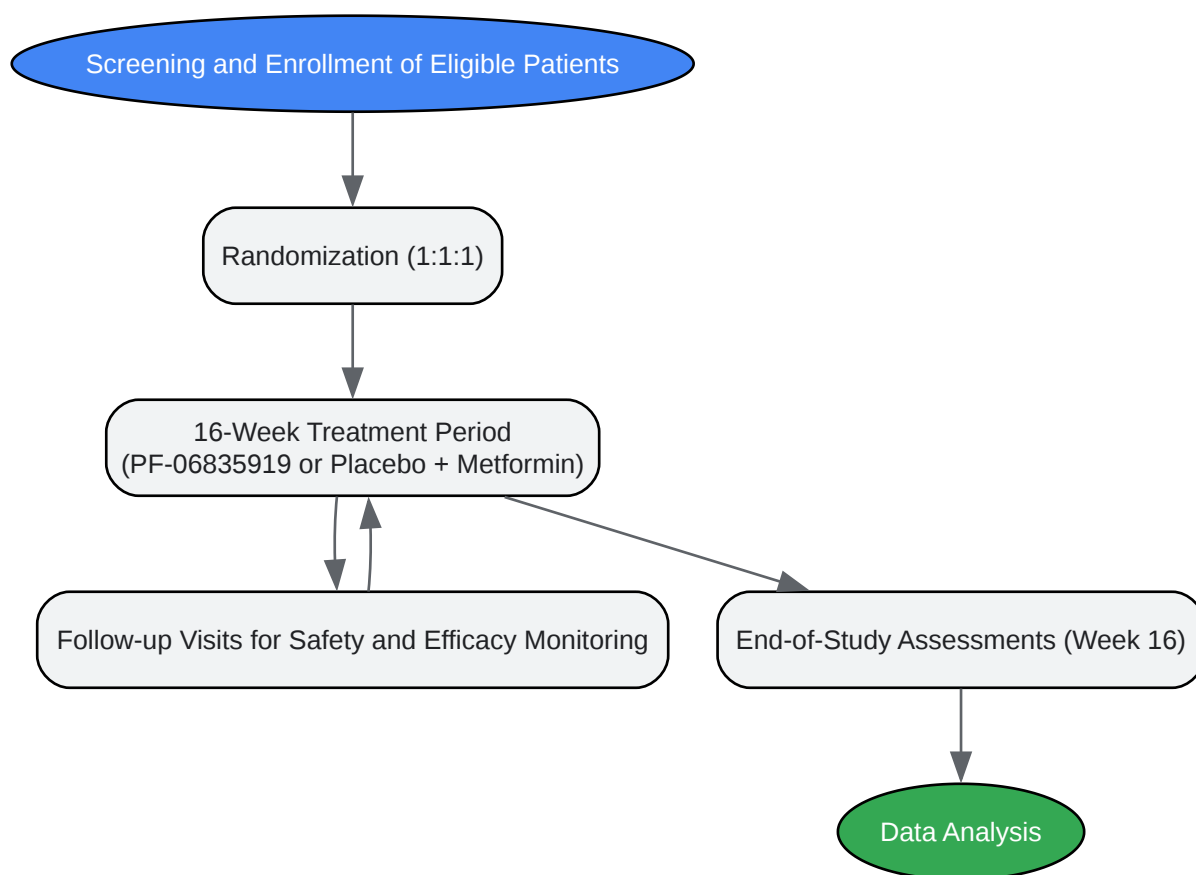 Screening and Enrollment of Eligible Patients
Randomization (1:1:1)
16-Week Treatment Period
(PF-06835919 or Placebo + Metformin)
Follow-up Visits for Safety and Efficacy Monitoring
End-of-Study Assessments (Week 16)
Data Analysis